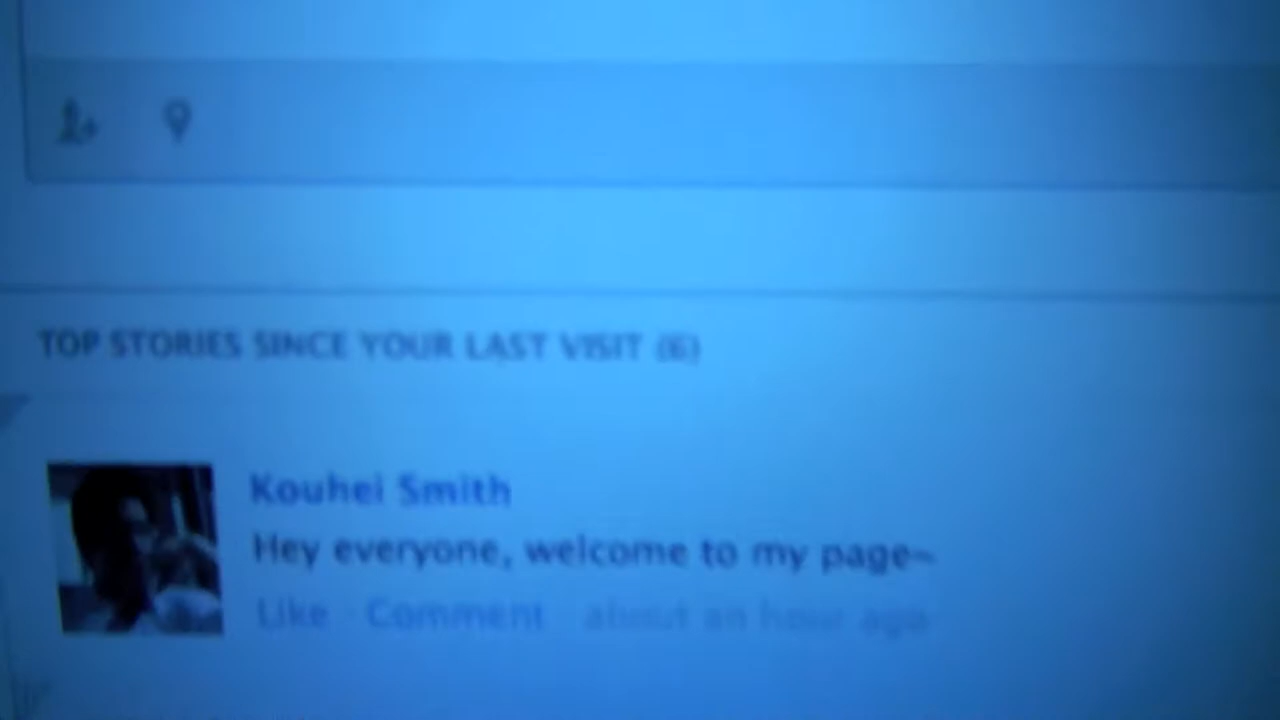 TOP STORIES SINCE YOUR LAST VISIT (6)
Kouhei Smith
Hey everyone, welcome to my page~
Like · Comment · about an hour ago